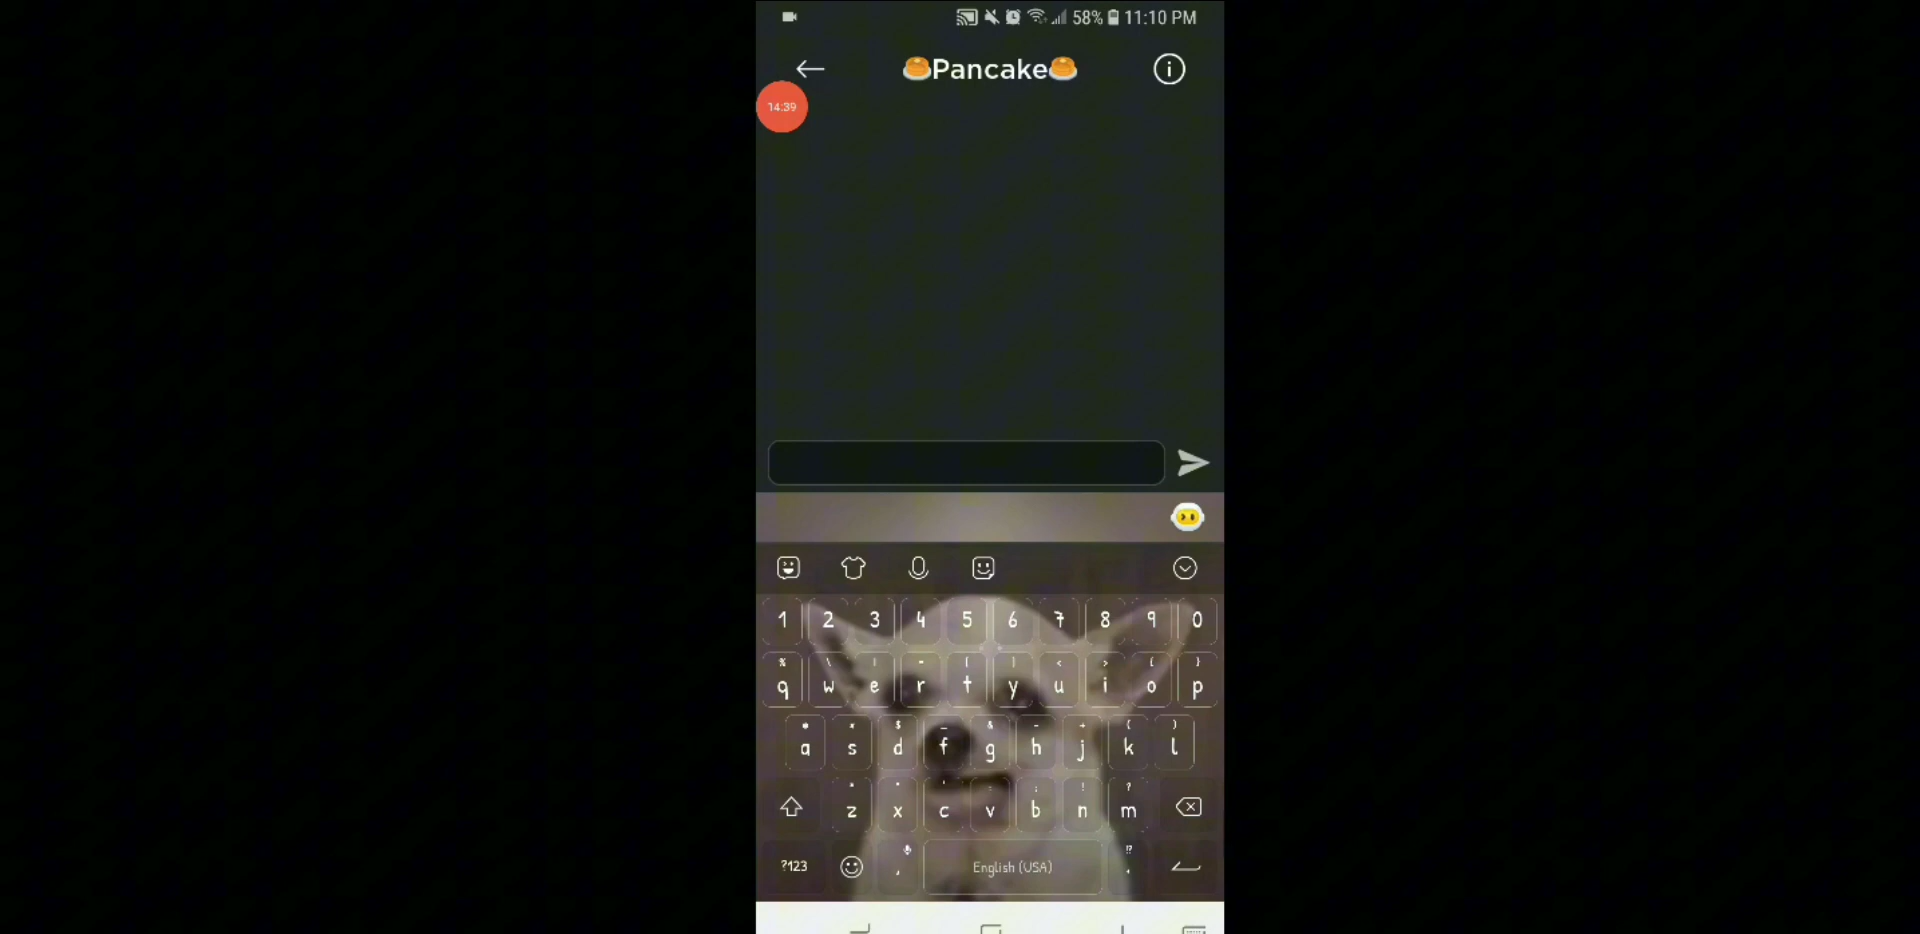 58% 11:10 PM
🥞Pancake🥞
14:39
1 2 3 4 5 6 7 8 9 0
q w e r t y u i o p
a s d f g h j k l
z x c v b n m
?123 , English (USA)